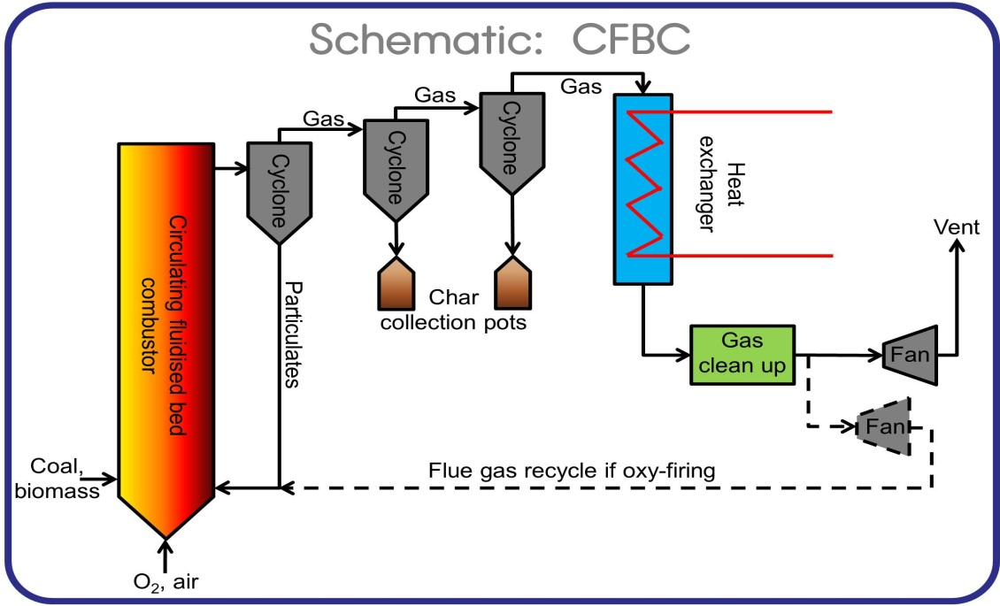 Schematic: CFBC
Gas
Gas
Gas
Cyclone
Cyclone
Cyclone
Heat
exchanger
Circulating fluidised bed
combustor
Particulates
Char
collection pots
Vent
Gas
clean up
Fan
Fan
Coal,
biomass
Flue gas recycle if oxy-firing
O₂, air